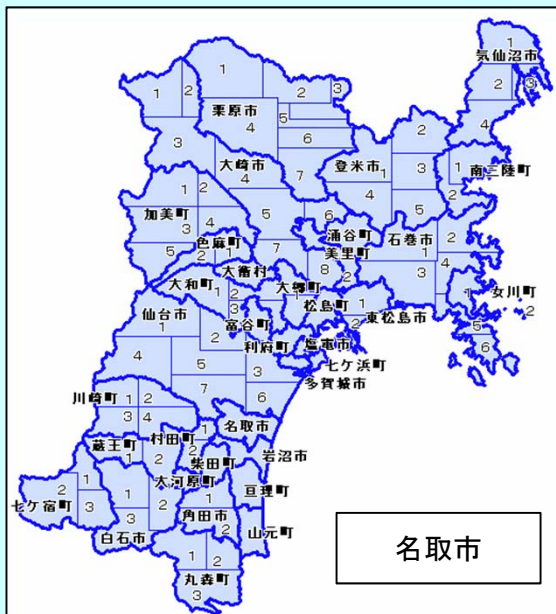 1
気仙沼市
2
3
4
1
2
1
2
3
栗原市
5
4
6
3
7
大崎市
4
5
6
7
8
登米市
1
2
3
4
5
南三陸町
1
2
加美町
1
2
3
4
5
色麻町
2
1
涌谷町
美里町
2
石巻市
2
3
4
5
6
女川町
1
2
大衡村
大和町
1
2
3
大郷町
1
松島町
東松島市
1
2
富谷町
利府町
塩竃市
七ケ浜町
多賀城市
仙台市
1
2
3
4
5
6
7
川崎町
1
2
3
4
名取市
1
岩沼市
蔵王町
1
村田町
2
柴田町
2
大河原町
亘理町
七ケ宿町
1
2
3
白石市
1
2
3
角田市
1
2
山元町
丸森町
1
2
3
名取市